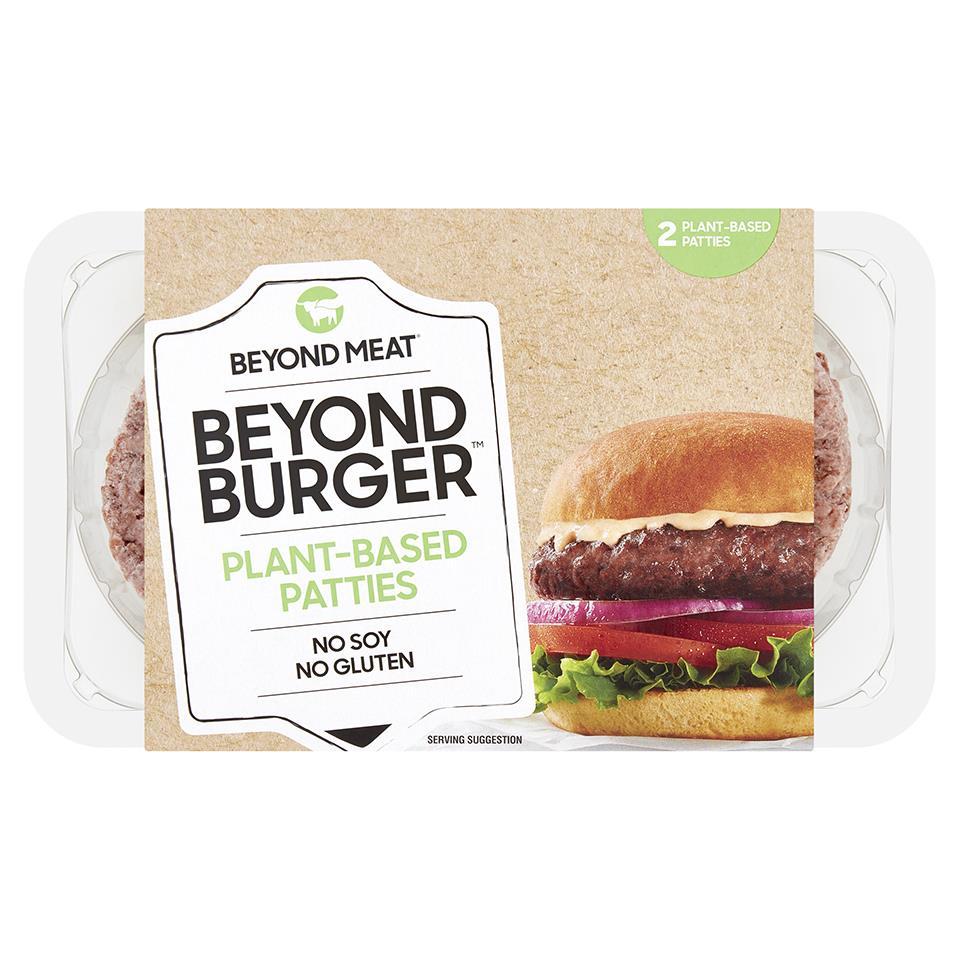 2 PLANT-BASED
PATTIES
BEYOND MEAT®
BEYOND
BURGER™
PLANT-BASED
PATTIES
NO SOY
NO GLUTEN
SERVING SUGGESTION